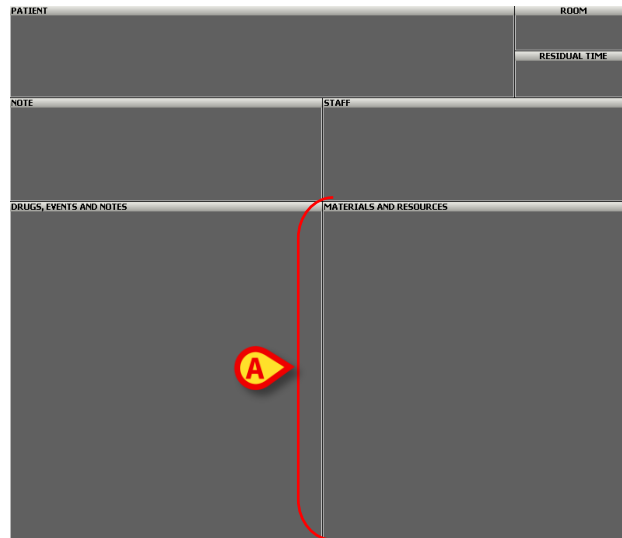 PATIENT
ROOM
RESIDUAL TIME
NOTE
STAFF
DRUGS, EVENTS AND NOTES
MATERIALS AND RESOURCES
A